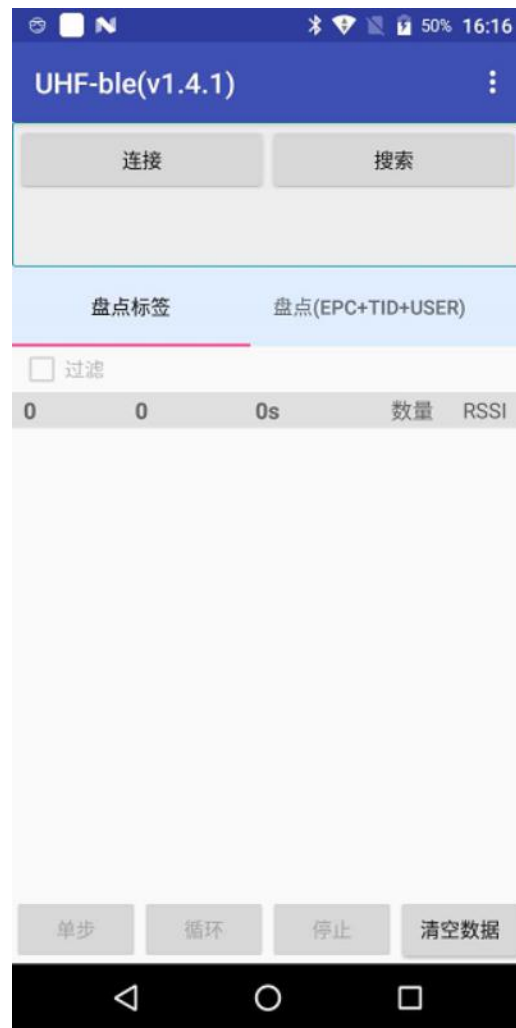 50% 16:16
UHF-ble(v1.4.1)
连接 搜索
盘点标签 盘点(EPC+TID+USER)
过滤
0 0 0s 数量 RSSI
单步 循环 停止 清空数据